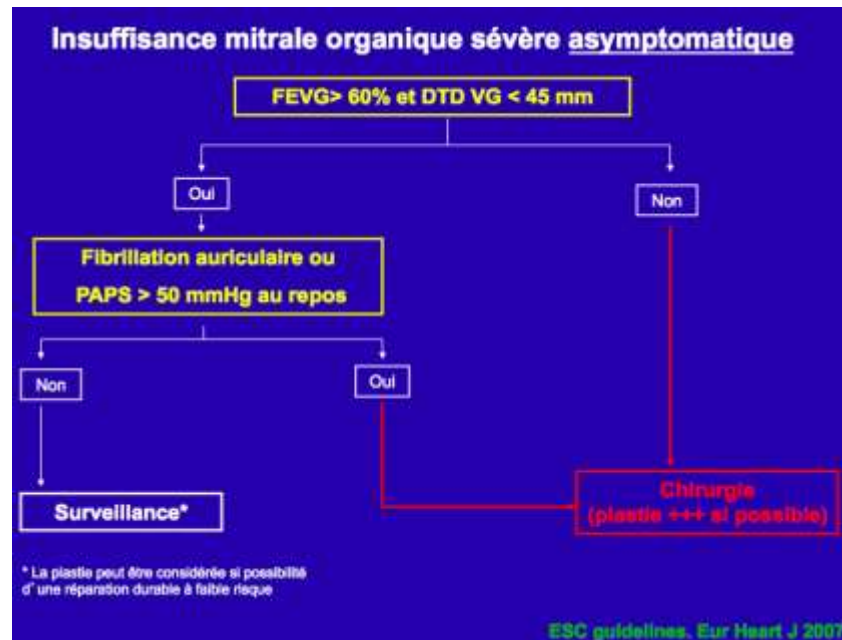 Insuffisance mitrale organique sévère asymptomatique
FEVG> 60% et DTD VG < 45 mm
Oui
Non
Fibrillation auriculaire ou
PAPS > 50 mmHg au repos
Non
Oui
Surveillance*
Chirurgie
(plastie +++ si possible)
* La plastie peut être considérée si possibilité
d' une réparation durable à faible risque
ESC guidelines. Eur Heart J 2007